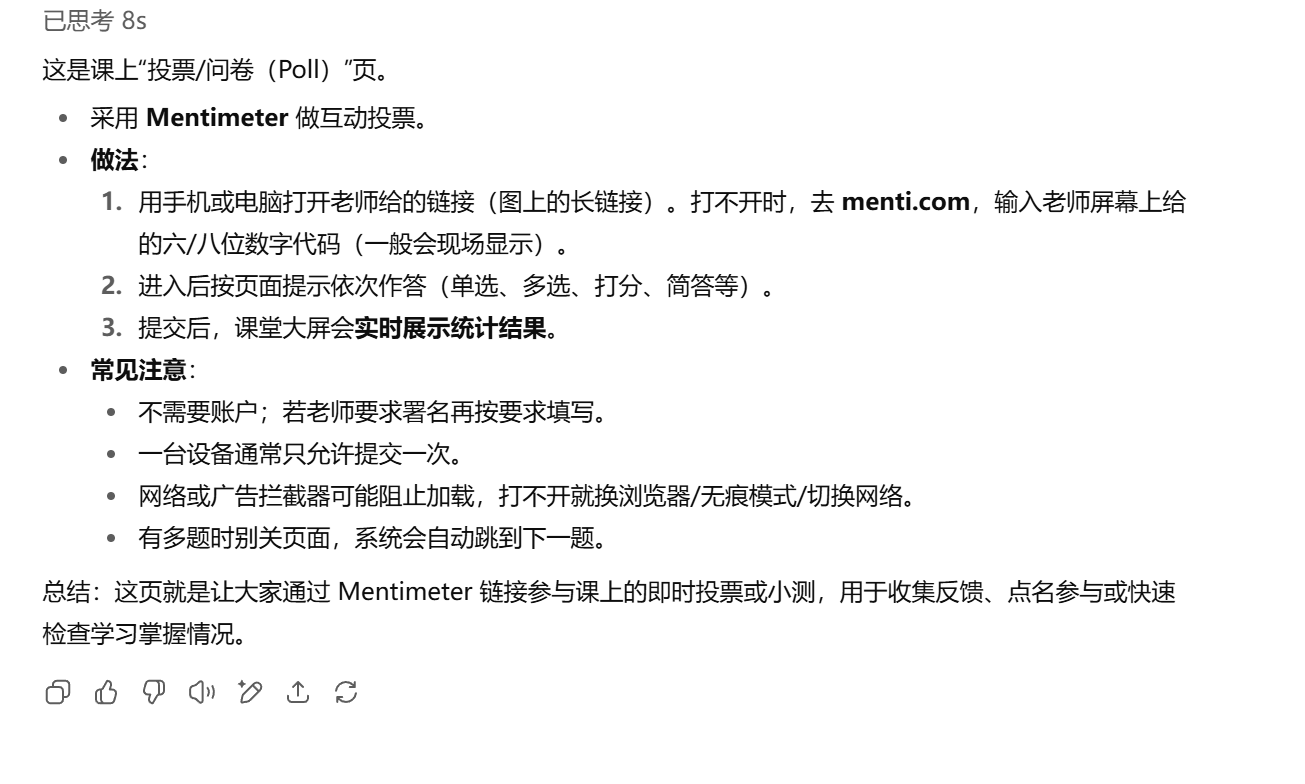 已思考 8s
这是课上“投票/问卷（Poll）”页。
• 采用 Mentimeter 做互动投票。
• 做法：
1. 用手机或电脑打开老师给的链接（图上的长链接）。打不开时，去 menti.com，输入老师屏幕上给
的六/八位数字代码（一般会现场显示）。
2. 进入后按页面提示依次作答（单选、多选、打分、简答等）。
3. 提交后，课堂大屏会实时展示统计结果。
• 常见注意：
• 不需要账户；若老师要求署名再按要求填写。
• 一台设备通常只允许提交一次。
• 网络或广告拦截器可能阻止加载，打不开就换浏览器/无痕模式/切换网络。
• 有多题时别关页面，系统会自动跳到下一题。
总结：这页就是让大家通过 Mentimeter 链接参与课上的即时投票或小测，用于收集反馈、点名参与或快速
检查学习掌握情况。